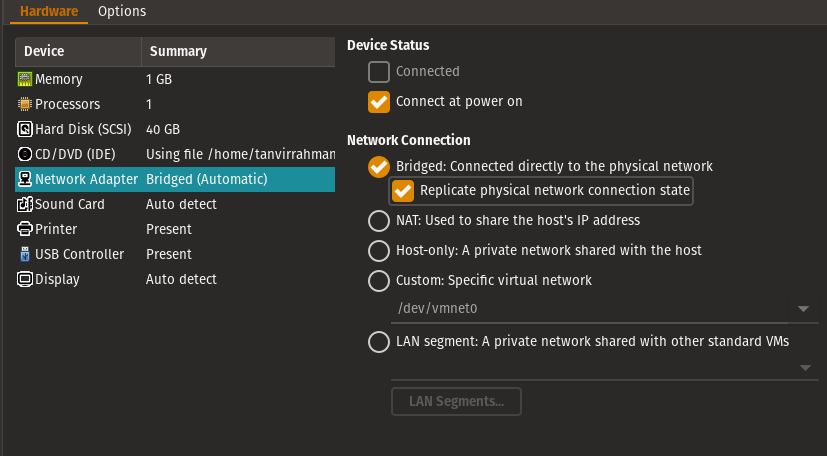 Hardware Options
Device Summary
Memory 1 GB
Processors 1
Hard Disk (SCSI) 40 GB
CD/DVD (IDE) Using file /home/tanvirrahman
Network Adapter Bridged (Automatic)
Sound Card Auto detect
Printer Present
USB Controller Present
Display Auto detect
Device Status
Connected
Connect at power on
Network Connection
Bridged: Connected directly to the physical network
Replicate physical network connection state
NAT: Used to share the host's IP address
Host-only: A private network shared with the host
Custom: Specific virtual network
/dev/vmnet0
LAN segment: A private network shared with other standard VMs
LAN Segments...